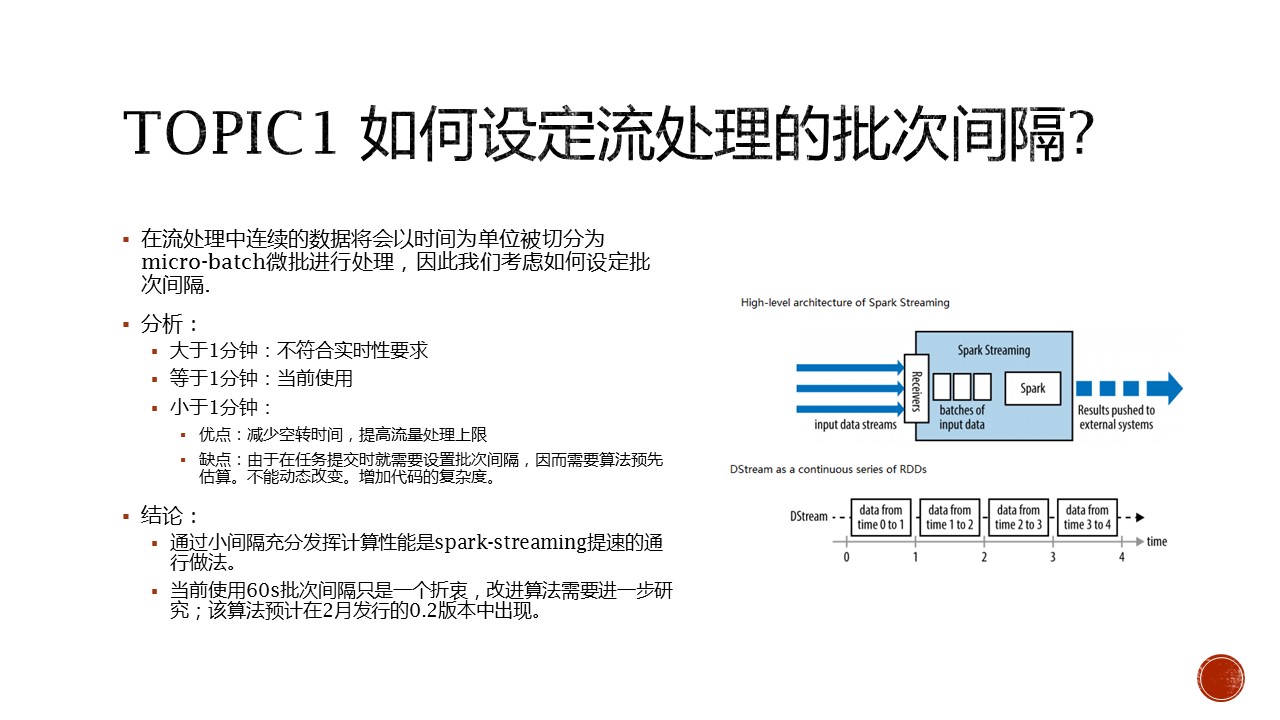 TOPIC1 如何设定流处理的批次间隔?
在流处理中连续的数据将会以时间为单位被切分为
micro-batch微批进行处理，因此我们考虑如何设定批
次间隔.
分析：
大于1分钟：不符合实时性要求
等于1分钟：当前使用
小于1分钟：
优点：减少空转时间，提高流量处理上限
缺点：由于在任务提交时就需要设置批次间隔，因而需要算法预先
估算。不能动态改变。增加代码的复杂度。
结论：
通过小间隔充分发挥计算性能是spark-streaming提速的通
行做法。
当前使用60s批次间隔只是一个折衷，改进算法需要进一步研
究；该算法预计在2月发行的0.2版本中出现。
High-level architecture of Spark Streaming
Spark Streaming
Receivers
Spark
batches of
input data
input data streams
Results pushed to
external systems
DStream as a continuous series of RDDs
DStream
data from
time 0 to 1
data from
time 1 to 2
data from
time 2 to 3
data from
time 3 to 4
time
0 1 2 3 4